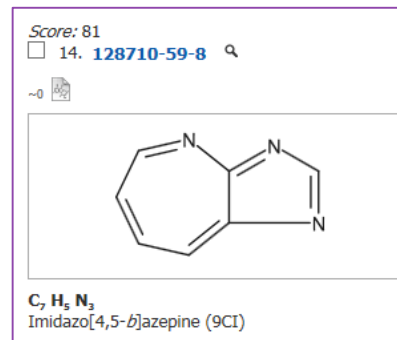 Score: 81
14. 128710-59-8
~0
N
N
N
C7 H5 N3
Imidazo[4,5-b]azepine (9CI)